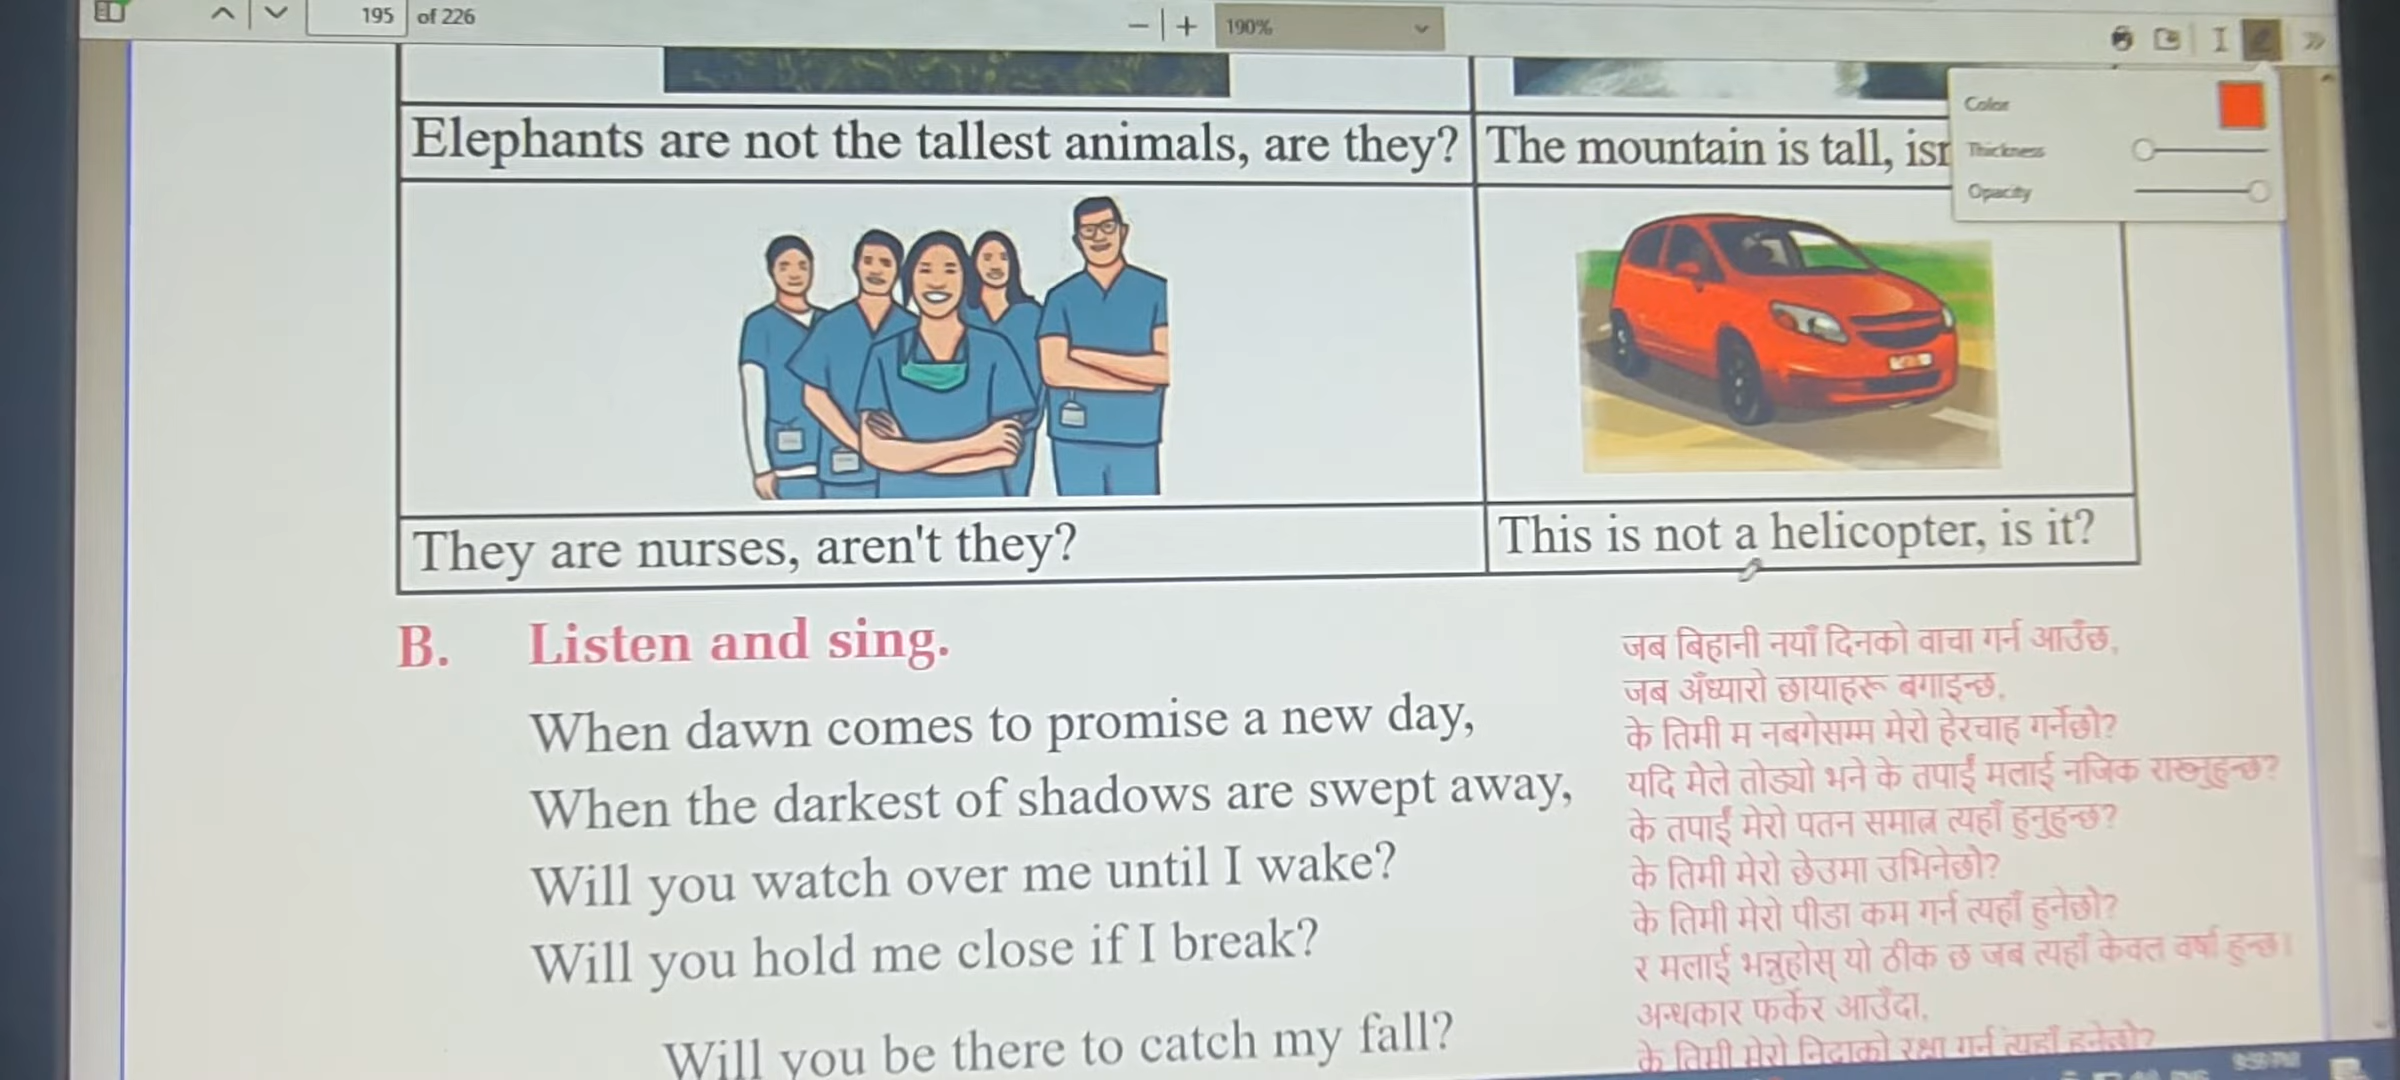 195 of 226
190%
Color
Thickness
Opacity
Elephants are not the tallest animals, are they?
The mountain is tall, isn
They are nurses, aren't they?
This is not a helicopter, is it?
B. Listen and sing.
When dawn comes to promise a new day,
When the darkest of shadows are swept away,
Will you watch over me until I wake?
Will you hold me close if I break?
Will you be there to catch my fall?
जब बिहानी नयाँ दिनको वाचा गर्न आउँछ,
जब अँध्यारो छायाहरू बगाइन्छ,
के तिमी म नबगेसम्म मेरो हेरचाह गर्नेछौ?
यदि मैले तोड्यो भने के तपाईं मलाई नजिक राख्नुहुन्छ?
के तपाईं मेरो पतन समात्न त्यहाँ हुनुहुन्छ?
के तिमी मेरो छेउमा उभिनेछौ?
के तिमी मेरो पीडा कम गर्न त्यहाँ हुनेछौ?
र मलाई भन्नुहोस् यो ठीक छ जब त्यहाँ केवल वर्षा हुन्छ।
अन्धकार फर्केर आउँदा,
के तिमी मेरो निद्राको रक्षा गर्न त्यहाँ हुनेछौ?